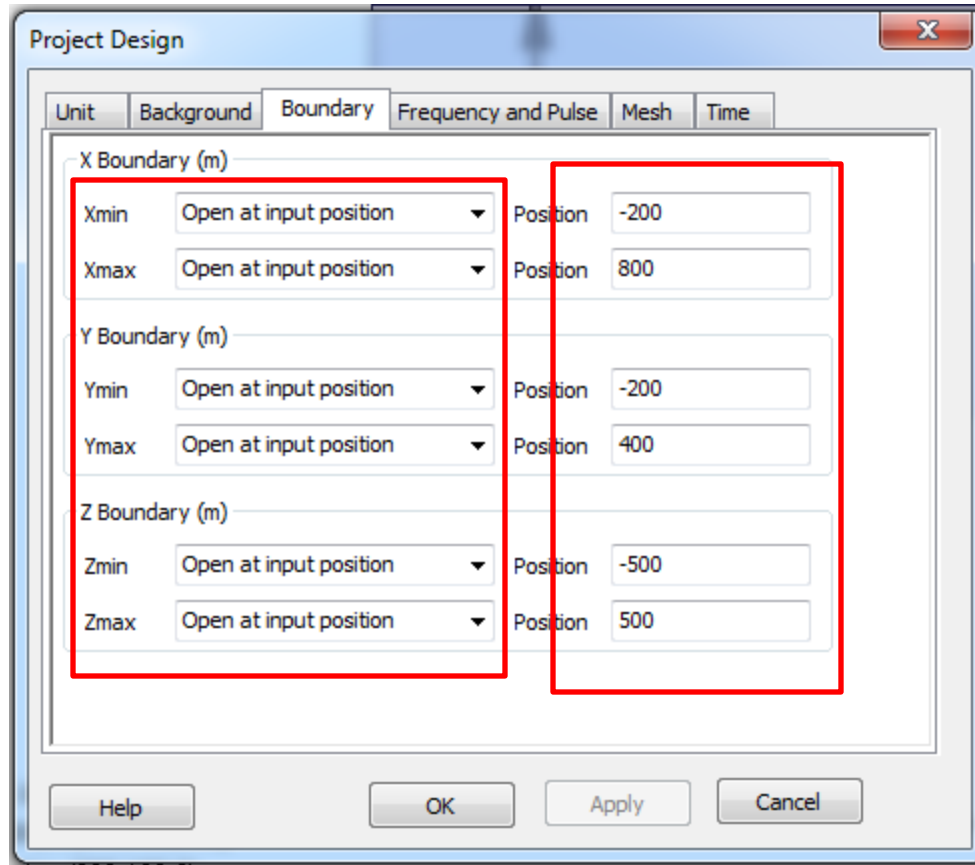 Project Design
Unit Background Boundary Frequency and Pulse Mesh Time
X Boundary (m)
Xmin Open at input position Position -200
Xmax Open at input position Position 800
Y Boundary (m)
Ymin Open at input position Position -200
Ymax Open at input position Position 400
Z Boundary (m)
Zmin Open at input position Position -500
Zmax Open at input position Position 500
Help OK Apply Cancel